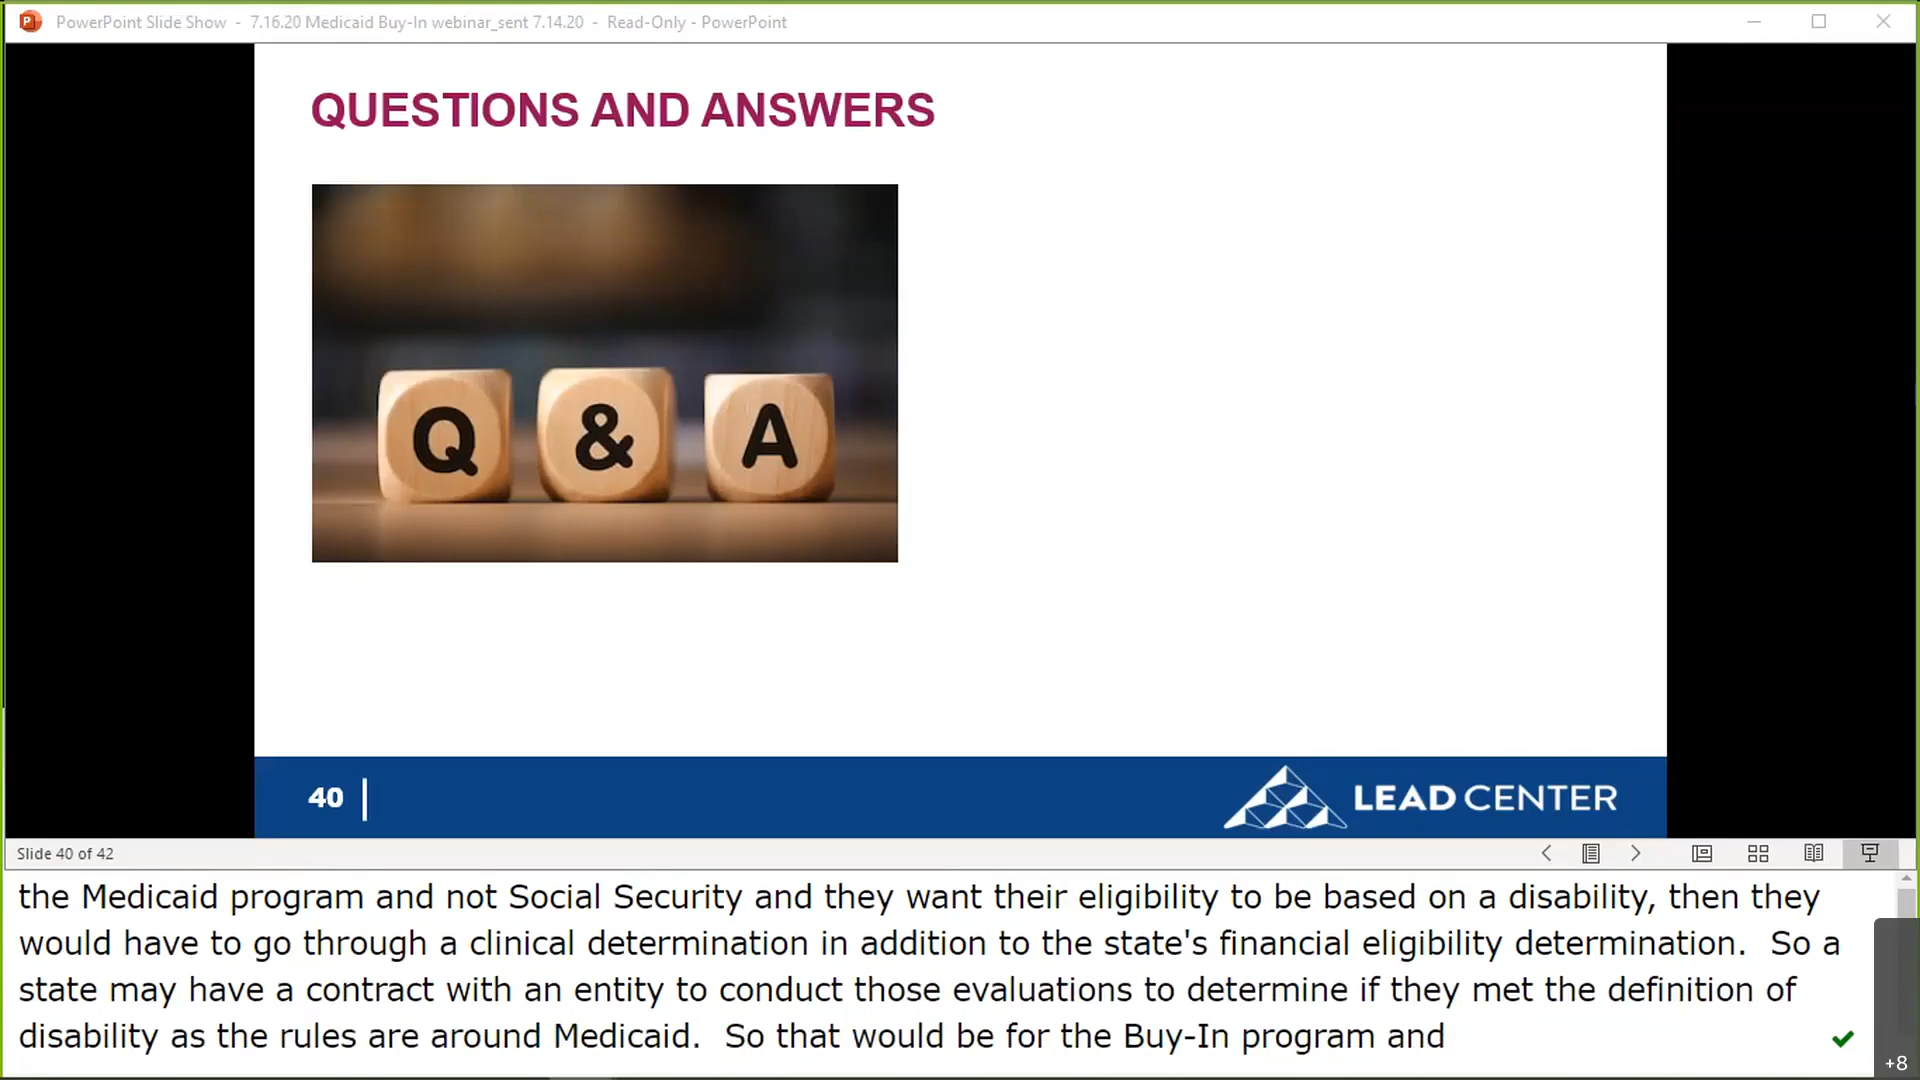 PowerPoint Slide Show - 7.16.20 Medicaid Buy-In webinar_sent 7.14.20 - Read-Only - PowerPoint
QUESTIONS AND ANSWERS
Q & A
40
LEAD CENTER
Slide 40 of 42
the Medicaid program and not Social Security and they want their eligibility to be based on a disability, then they
would have to go through a clinical determination in addition to the state's financial eligibility determination. So a
state may have a contract with an entity to conduct those evaluations to determine if they met the definition of
disability as the rules are around Medicaid. So that would be for the Buy-In program and
+8